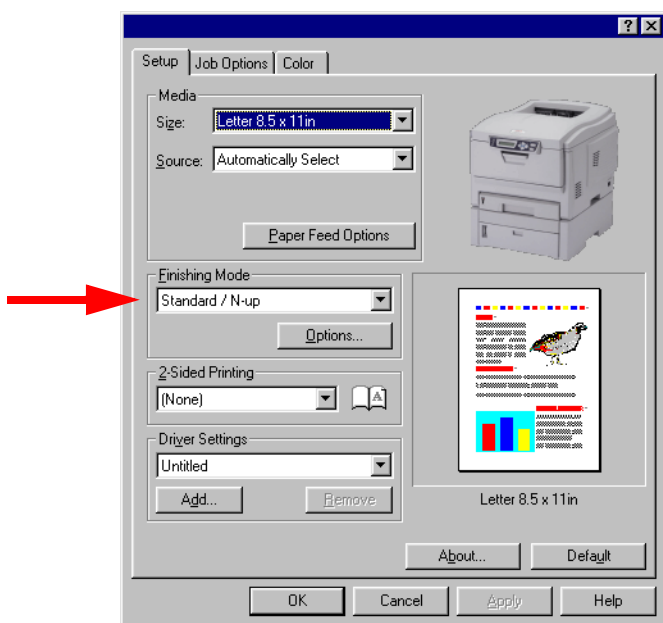 Setup
Job Options
Color
Media
Size:
Letter 8.5 x 11in
Source:
Automatically Select
Paper Feed Options
Finishing Mode
Standard / N-up
Options...
2-Sided Printing
(None)
A
Driver Settings
Untitled
Add...
Remove
Letter 8.5 x 11in
About...
Default
OK
Cancel
Apply
Help